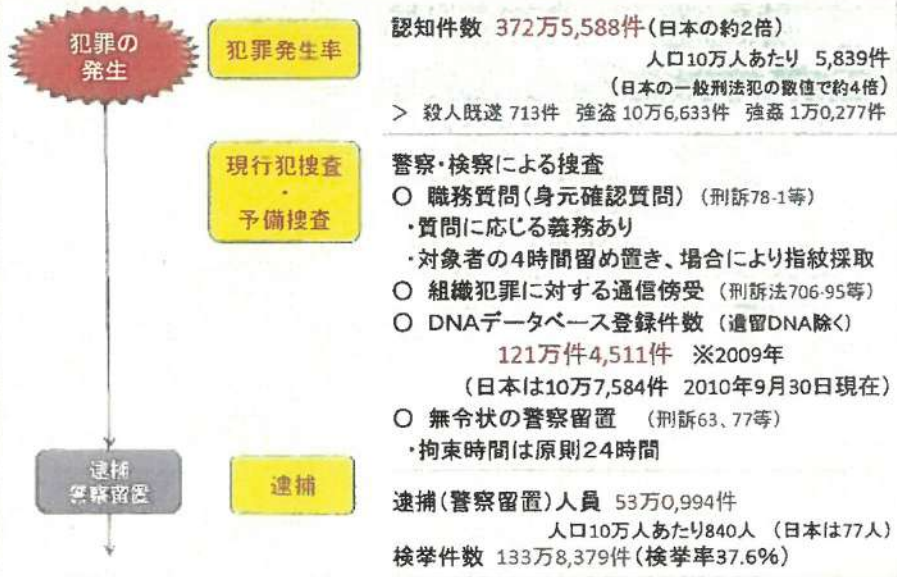 犯罪の
発生
犯罪発生率
認知件数 372万5,588件(日本の約2倍)
人口10万人あたり 5,839件
(日本の一般刑法犯の数値で約4倍)
> 殺人既遂 713件 強盗 10万6,633件 強姦 1万0,277件
現行犯捜査
・
予備捜査
警察・検察による捜査
○ 職務質問(身元確認質問) (刑訴78-1等)
・質問に応じる義務あり
・対象者の4時間留め置き、場合により指紋採取
○ 組織犯罪に対する通信傍受 (刑訴法706-95等)
○ DNAデータベース登録件数 (遺留DNA除く)
121万件4,511件 ※2009年
(日本は10万7,584件 2010年9月30日現在)
○ 無令状の警察留置 (刑訴63、77等)
・拘束時間は原則24時間
逮捕
警察留置
逮捕
逮捕(警察留置)人員 53万0,994件
人口10万人あたり840人 (日本は77人)
検挙件数 133万8,379件(検挙率37.6%)